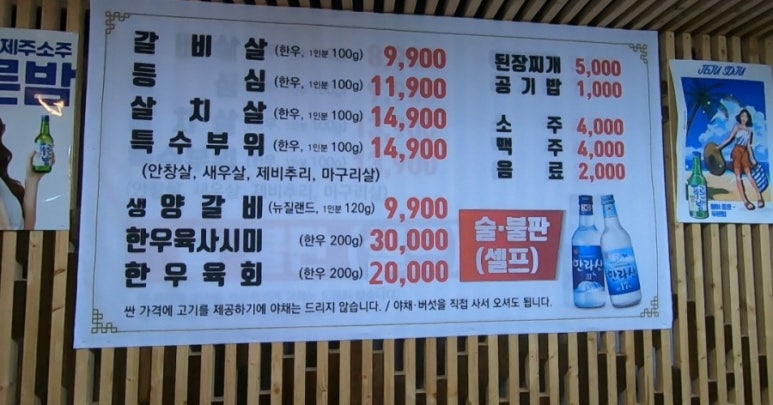 제주소주
갈비살 (한우, 1인분 100g) 9,900
등심 (한우, 1인분 100g) 11,900
살치살 (한우, 1인분 100g) 14,900
특수부위 (한우, 1인분 100g) 14,900
(안창살, 새우살, 제비추리, 마구리살)
생양갈비 (뉴질랜드, 1인분 120g) 9,900
한우육사시미 (한우 200g) 30,000
한우육회 (한우 200g) 20,000
된장찌개 5,000
공기밥 1,000
소주 4,000
맥주 4,000
음료 2,000
술·불판
(셀프)
한라산
21
한라산
17
싼 가격에 고기를 제공하기에 야채는 드리지 않습니다. / 야채·버섯을 직접 사서 오셔도 됩니다.
JEJU SOJU